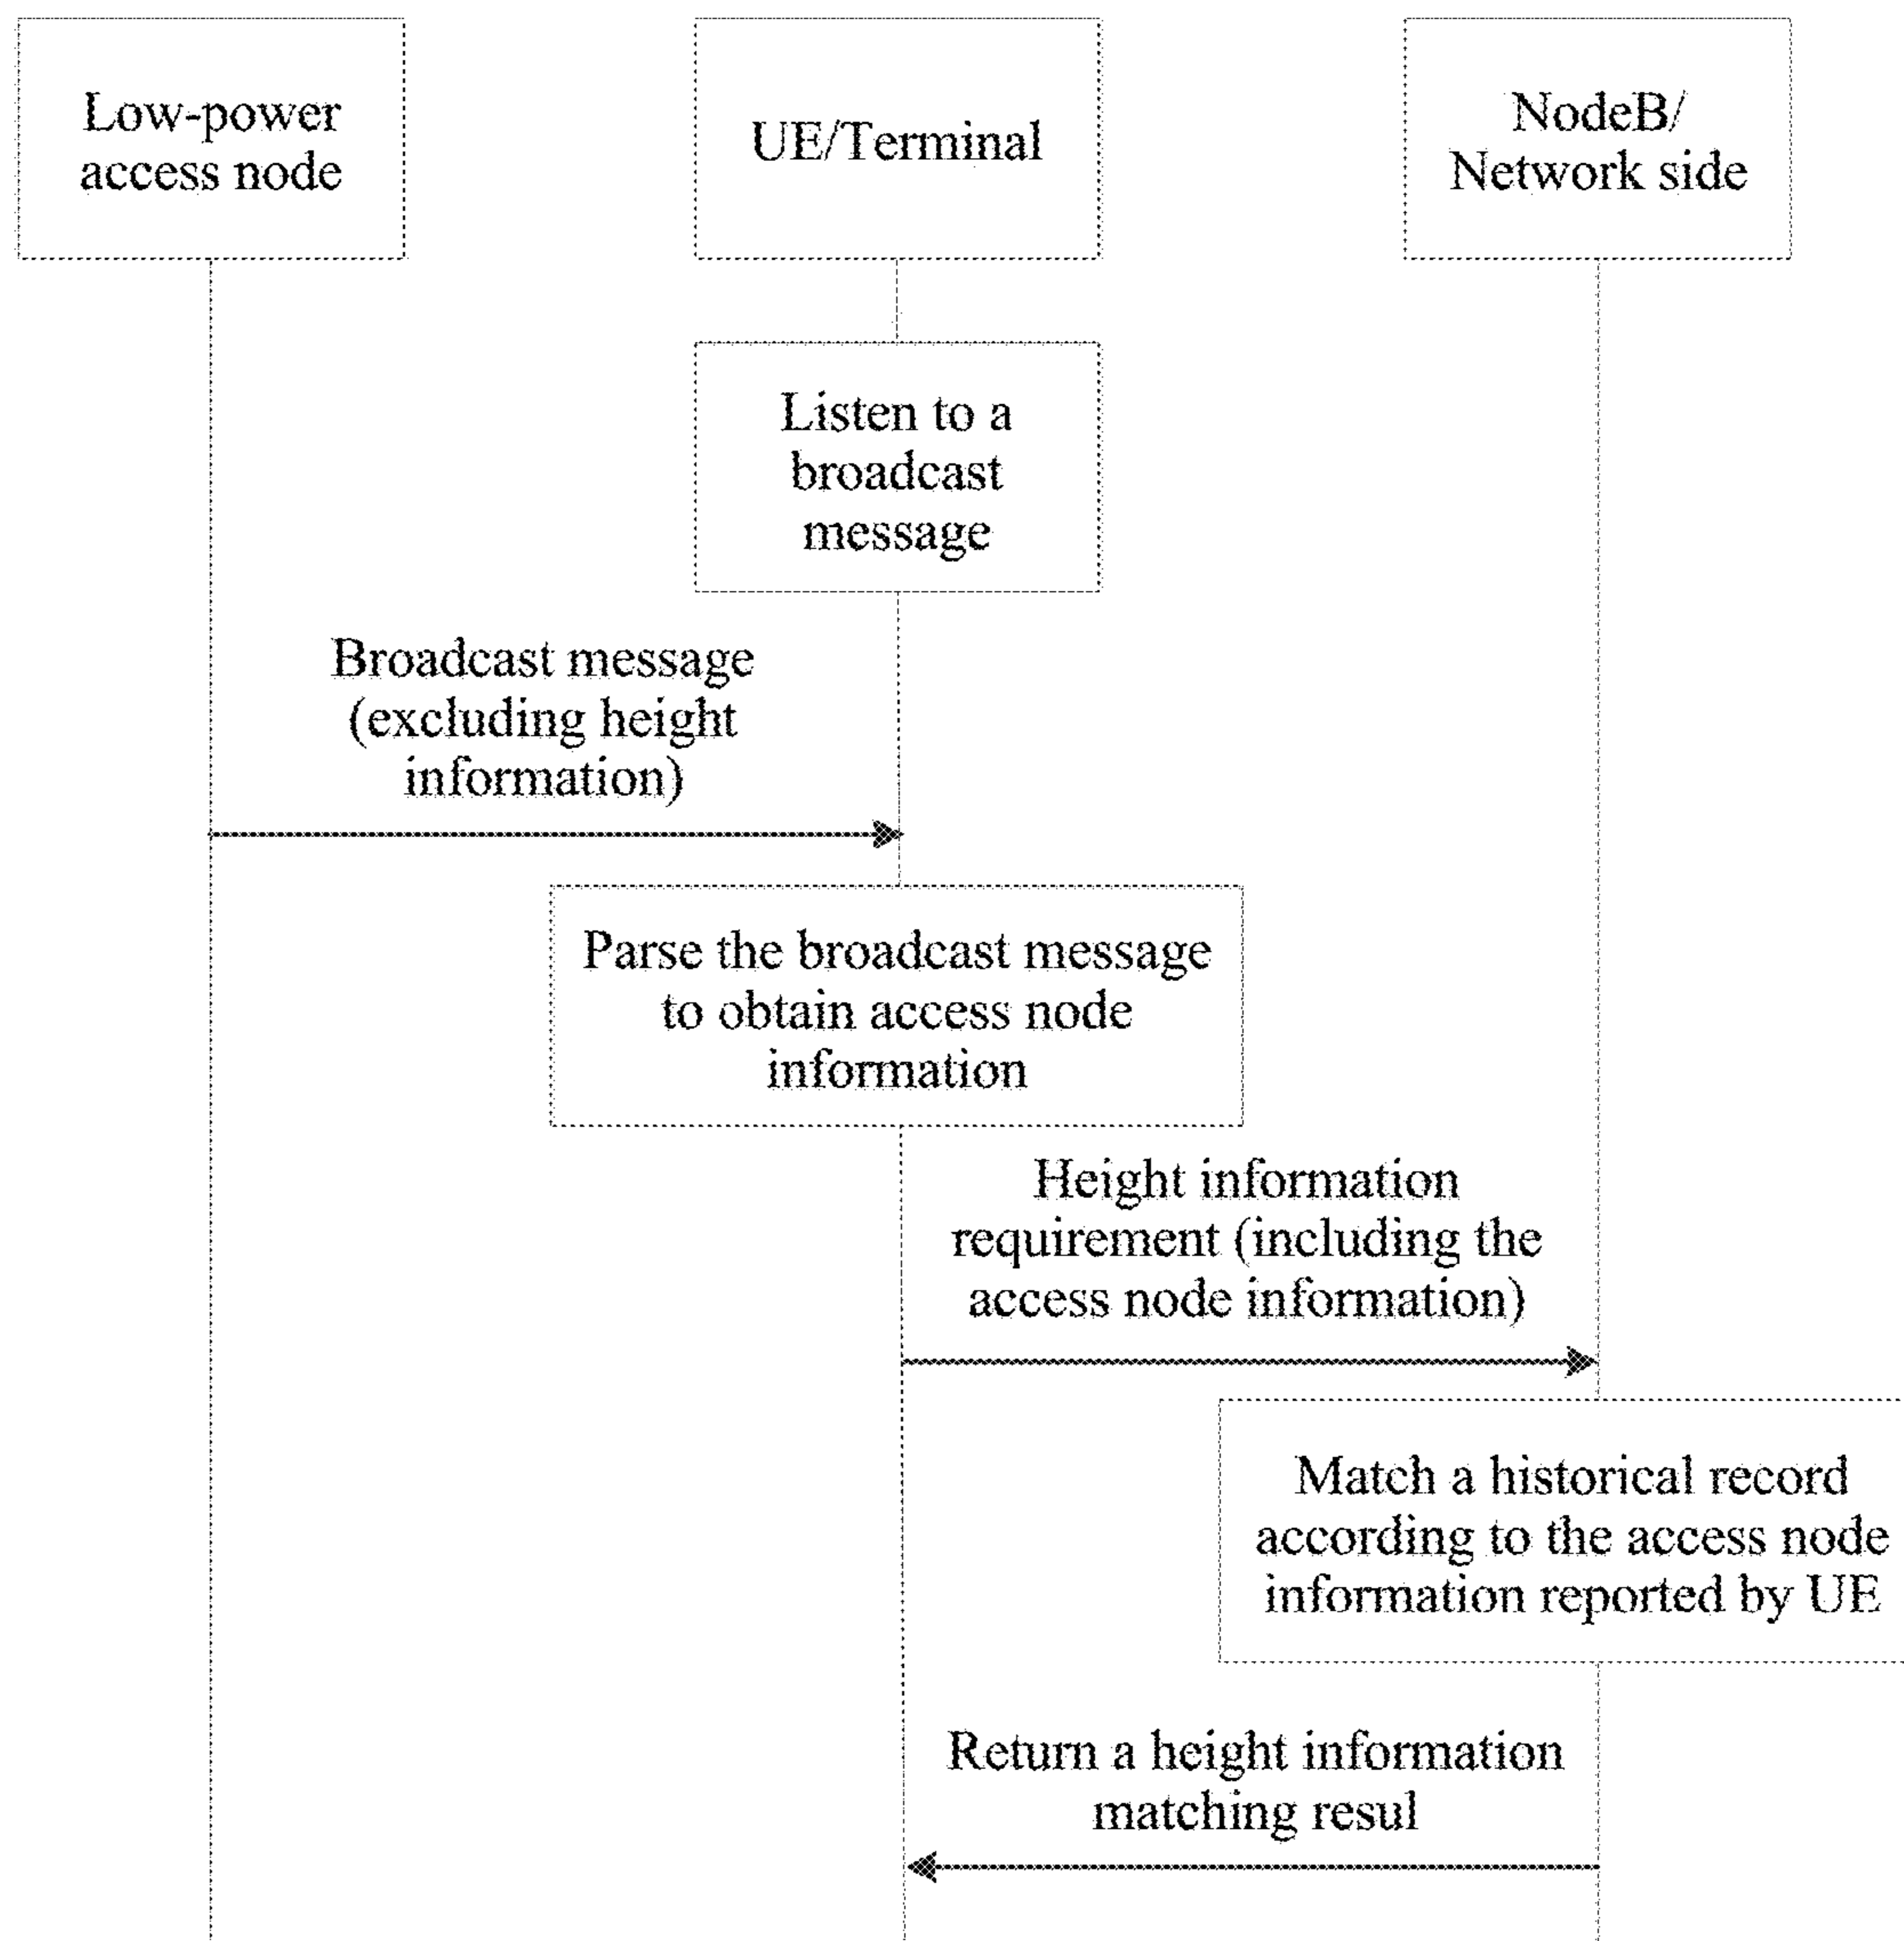 Low-power
access node
UE/Terminal
NodeB/
Network side
Listen to a
broadcast
message
Broadcast message
(excluding height
information)
Parse the broadcast message
to obtain access node
information
Height information
requirement (including the
access node information)
Match a historical record
according to the access node
information reported by UE
Return a height information
matching resul